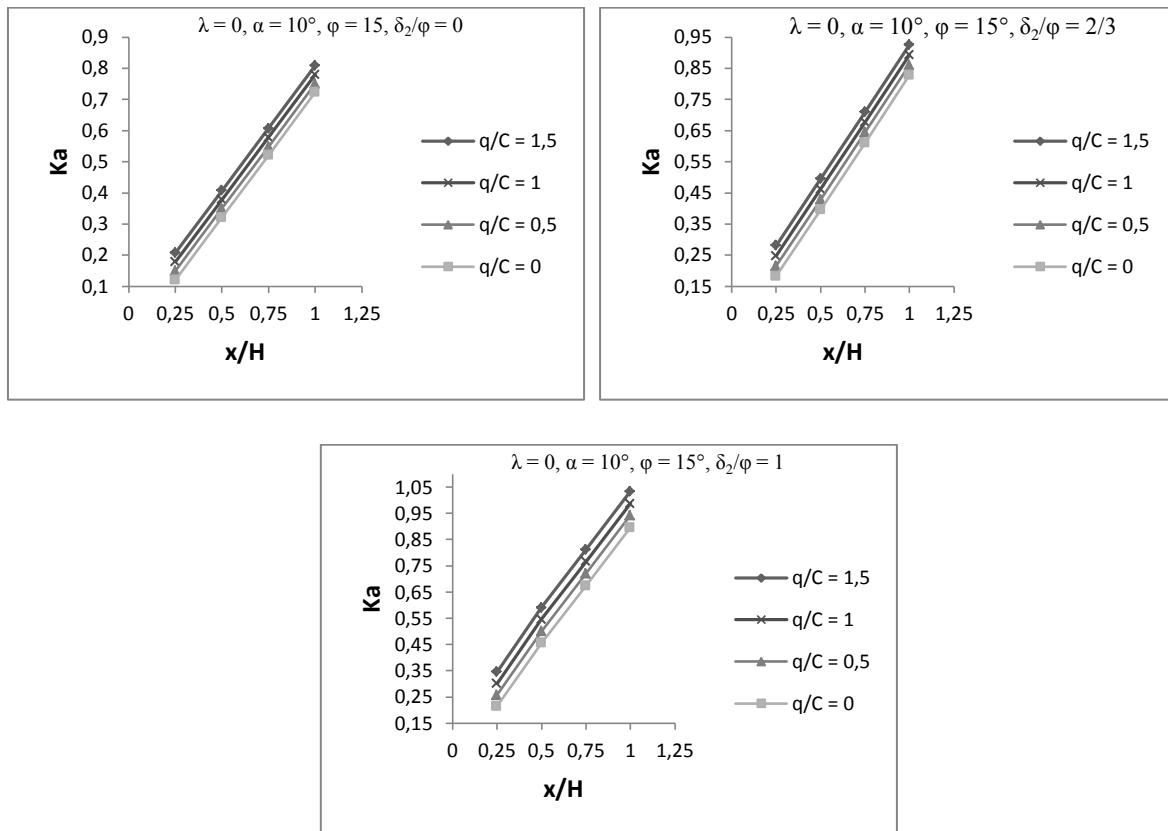 λ = 0, α = 10°, φ = 15, δ₂/φ = 0
0,9
0,8
0,7
0,6
0,5
0,4
0,3
0,2
0,1
Ka
0 0,25 0,5 0,75 1 1,25
x/H
q/C = 1,5
q/C = 1
q/C = 0,5
q/C = 0
λ = 0, α = 10°, φ = 15°, δ₂/φ = 2/3
0,95
0,85
0,75
0,65
0,55
0,45
0,35
0,25
0,15
Ka
0 0,25 0,5 0,75 1 1,25
x/H
q/C = 1,5
q/C = 1
q/C = 0,5
q/C = 0
λ = 0, α = 10°, φ = 15°, δ₂/φ = 1
1,05
0,95
0,85
0,75
0,65
0,55
0,45
0,35
0,25
0,15
Ka
0 0,25 0,5 0,75 1 1,25
x/H
q/C = 1,5
q/C = 1
q/C = 0,5
q/C = 0